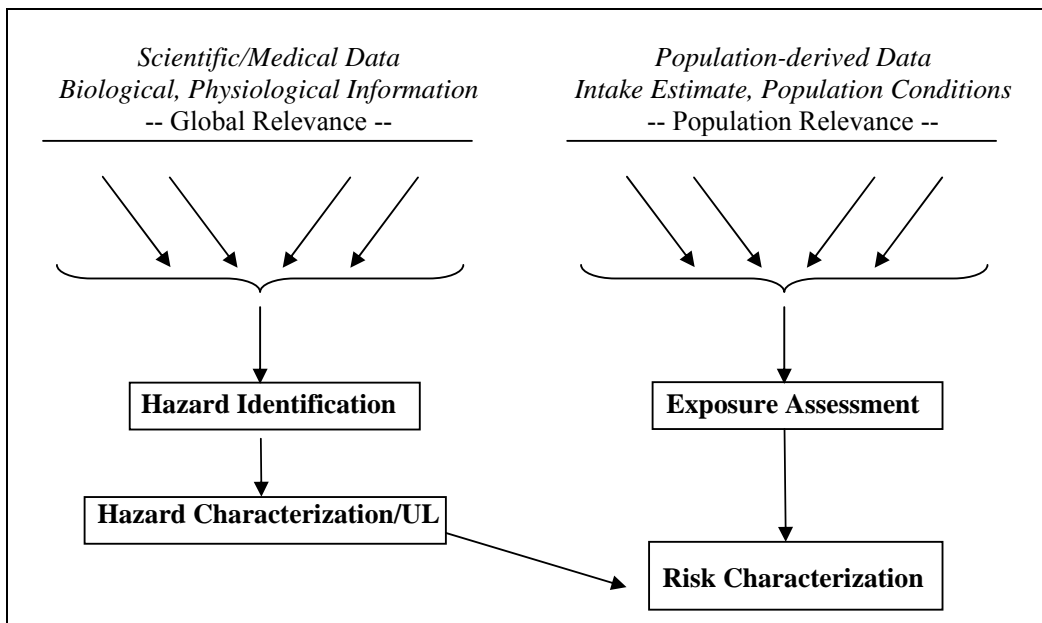 Scientific/Medical Data
Biological, Physiological Information
-- Global Relevance --
Population-derived Data
Intake Estimate, Population Conditions
-- Population Relevance --
Hazard Identification
Exposure Assessment
Hazard Characterization/UL
Risk Characterization